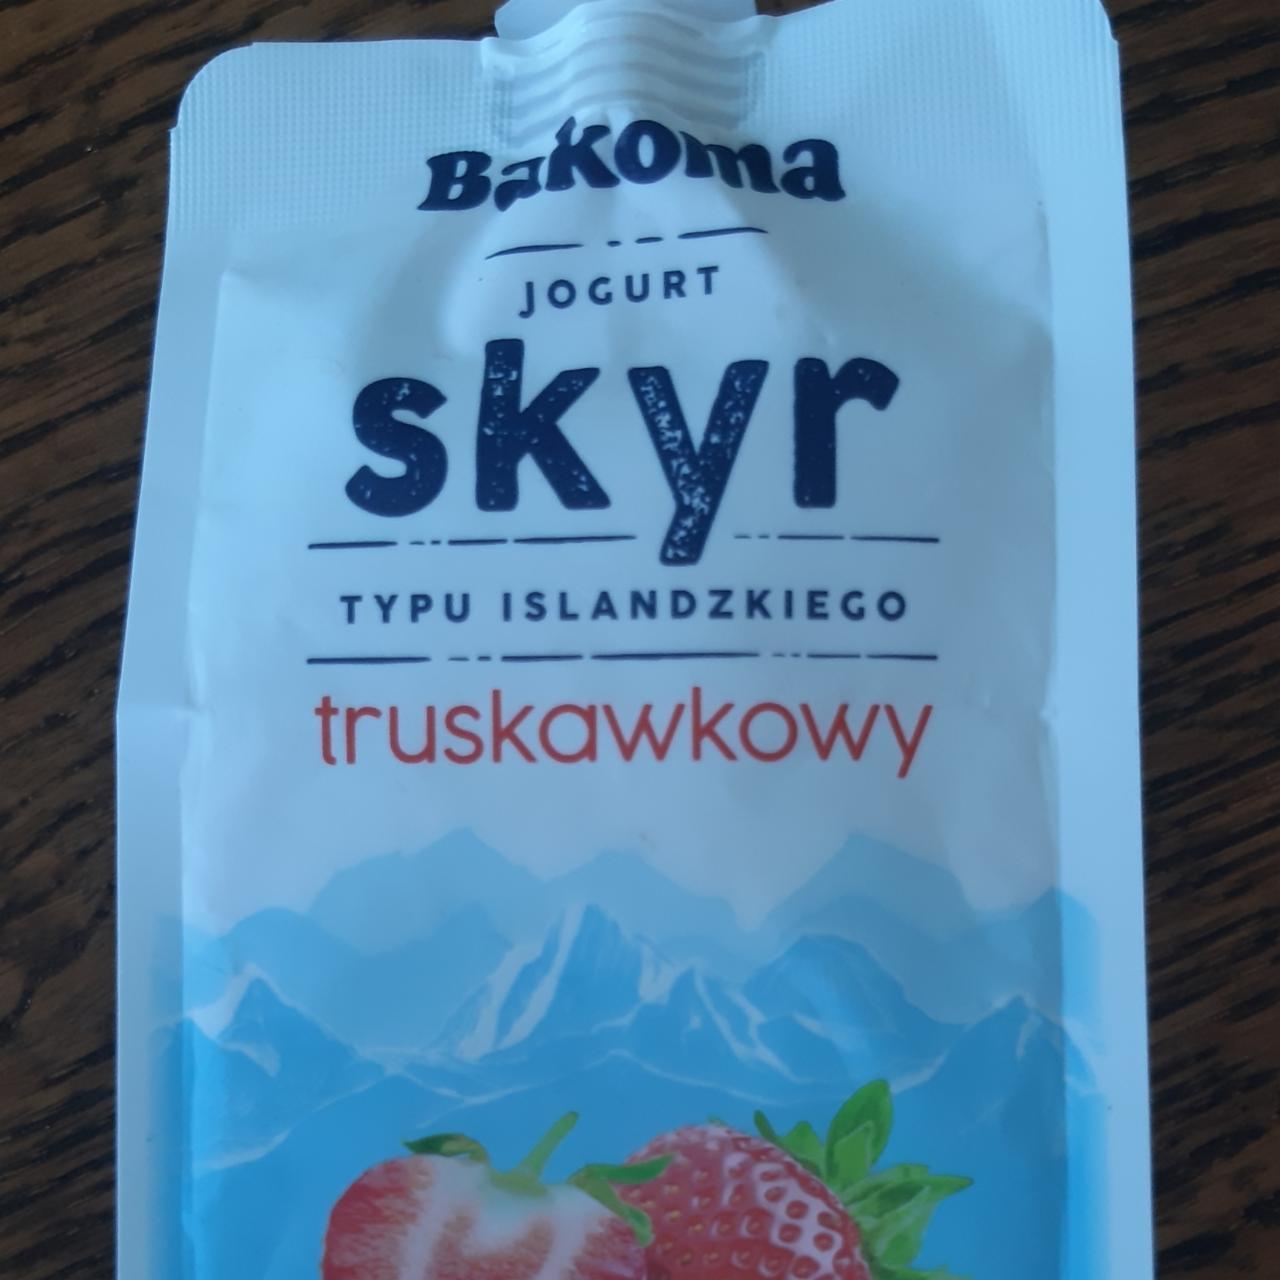 Bakoma
JOGURT
skyr
TYPU ISLANDZKIEGO
truskawkowy